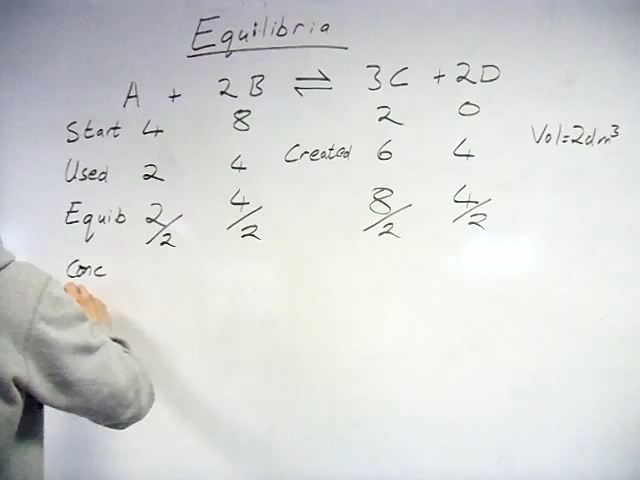 Equilibria
A + 2B ⇌ 3C + 2D
Start 4 8 2 0
Vol=2dm³
Used 2 4 Created 6 4
Equib 2/2 4/2 8/2 4/2
Conc